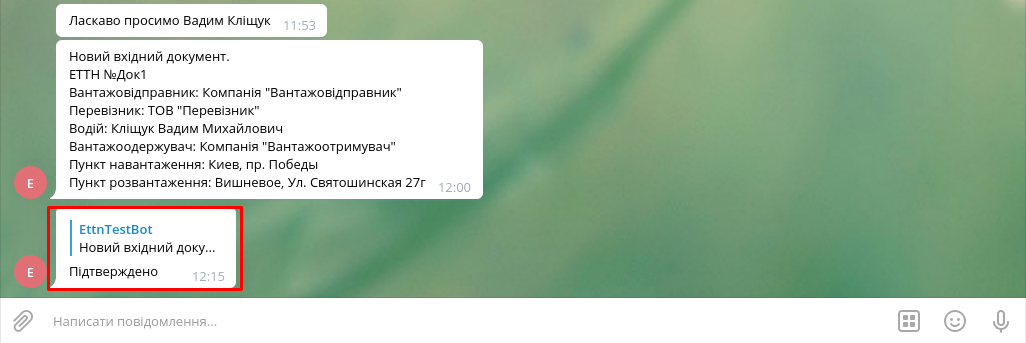 Ласкаво просимо Вадим Кліщук 11:53
Новий вхідний документ.
ЕТТН №Док1
Вантажовідправник: Компанія "Вантажовідправник"
Перевізник: ТОВ "Перевізник"
Водій: Кліщук Вадим Михайлович
Вантажоодержувач: Компанія "Вантажоотримувач"
Пункт навантаження: Киев, пр. Победы
Пункт розвантаження: Вишневое, Ул. Святошинская 27г 12:00
E
EttnTestBot
Новий вхідний доку...
Підтверждено 12:15
E
Написати повідомлення...